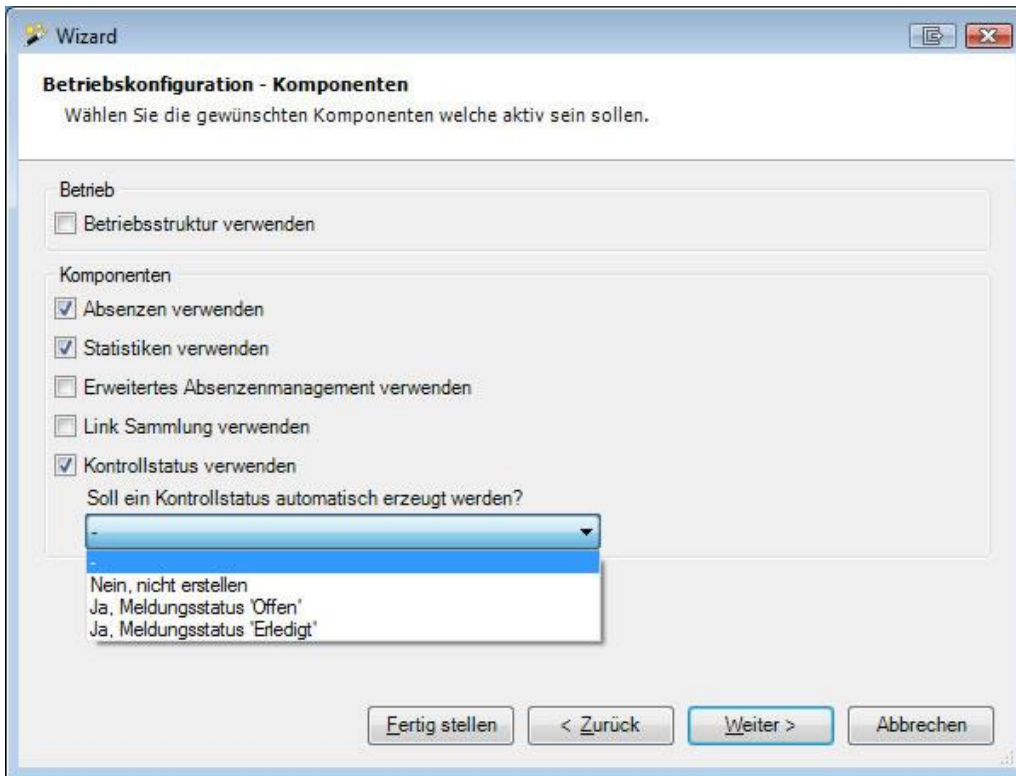 Wizard
Betriebskonfiguration - Komponenten
Wählen Sie die gewünschten Komponenten welche aktiv sein sollen.
Betrieb
Betriebsstruktur verwenden
Komponenten
Absenzen verwenden
Statistiken verwenden
Erweitertes Absenzenmanagement verwenden
Link Sammlung verwenden
Kontrollstatus verwenden
Soll ein Kontrollstatus automatisch erzeugt werden?
-
-
Nein, nicht erstellen
Ja, Meldungsstatus 'Offen'
Ja, Meldungsstatus 'Erledigt'
Fertig stellen < Zurück Weiter > Abbrechen